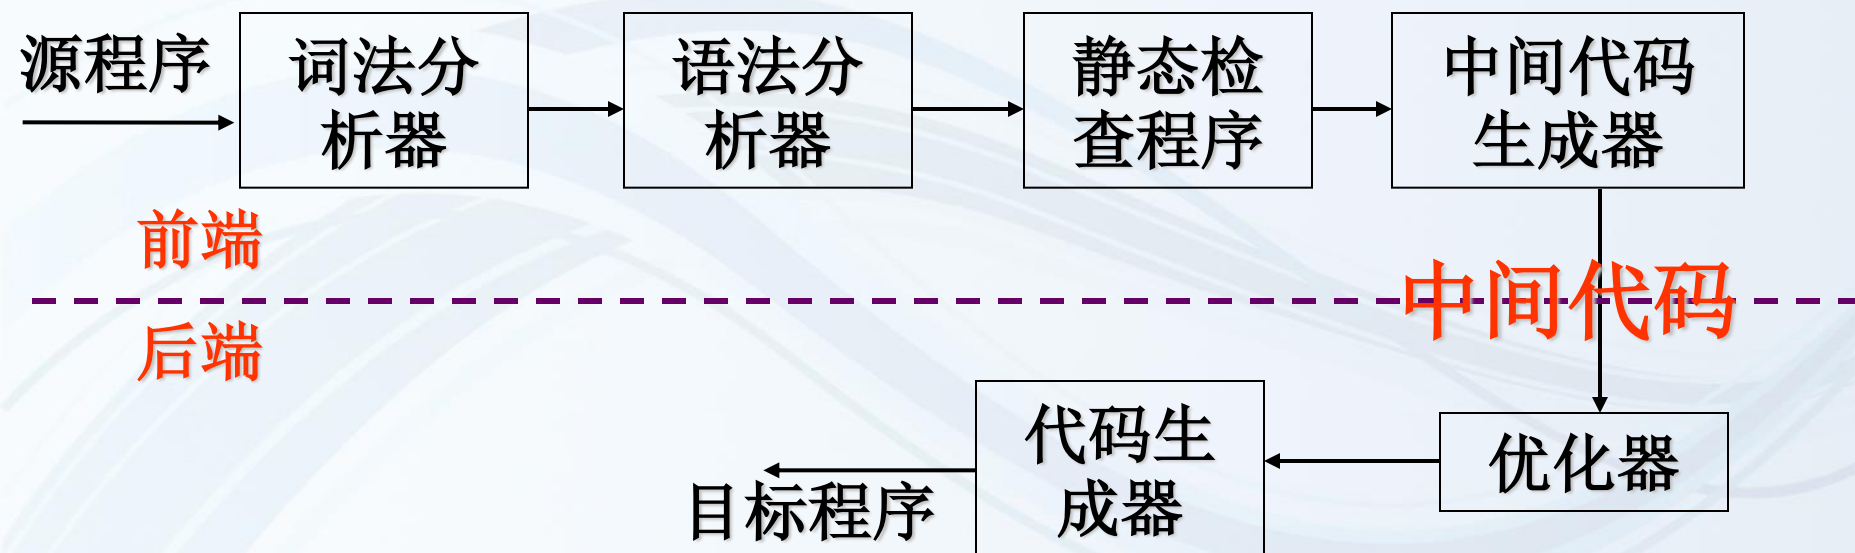 源程序
词法分
析器
语法分
析器
静态检
查程序
中间代码
生成器
前端
中间代码
后端
优化器
代码生
成器
目标程序